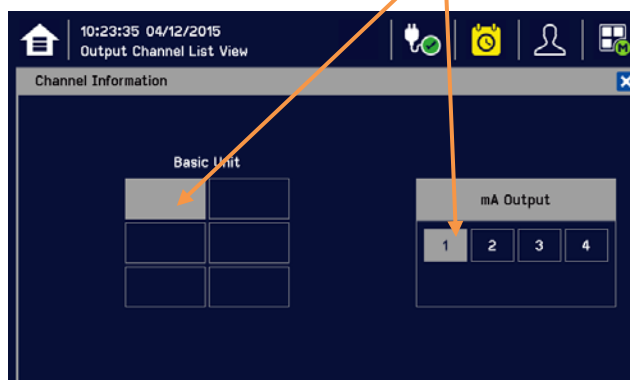 10:23:35 04/12/2015
Output Channel List View
Channel Information
Basic Unit
mA Output
1 2 3 4
M